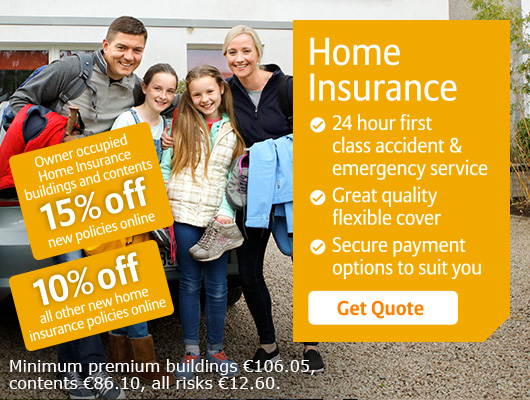 Home
Insurance
24 hour first
class accident &
emergency service
Great quality
flexible cover
Secure payment
options to suit you
Get Quote
Owner occupied
Home Insurance
buildings and contents
15% off
new policies online
10% off
all other new home
insurance policies online
Minimum premium buildings €106.05,
contents €86.10, all risks €12.60.